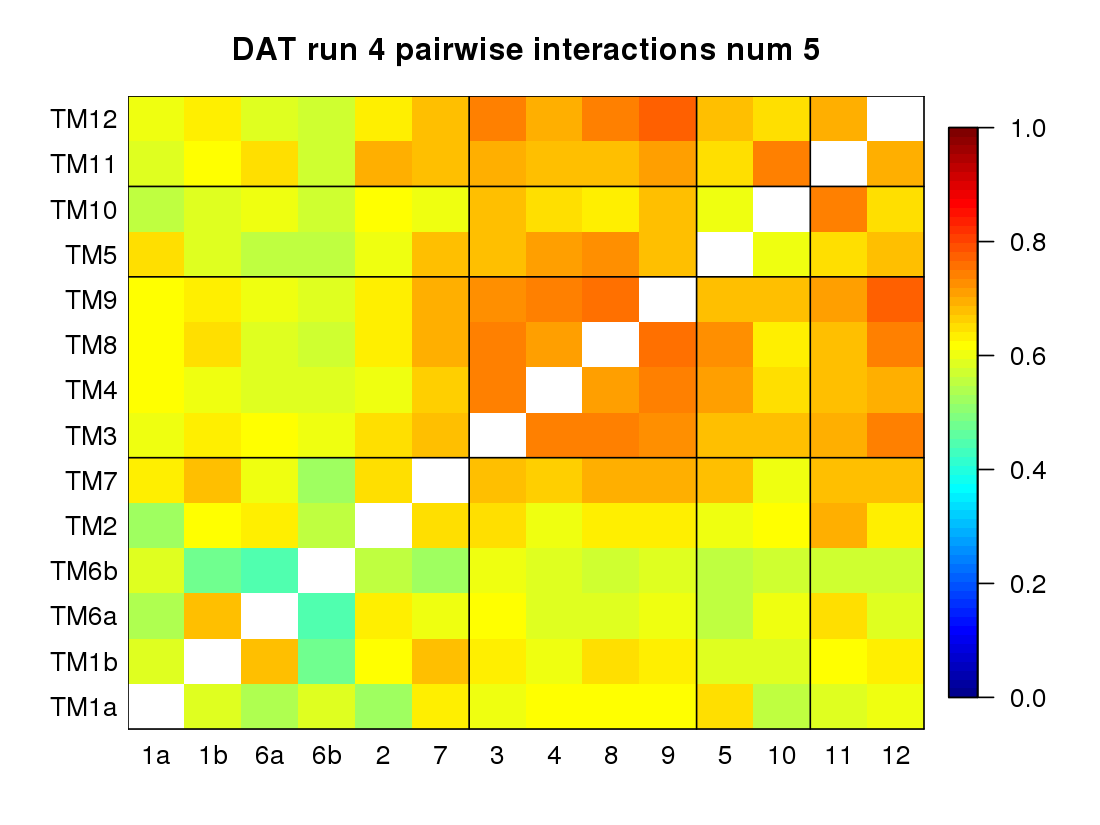 DAT run 4 pairwise interactions num 5
TM12
TM11
TM10
TM5
TM9
TM8
TM4
TM3
TM7
TM2
TM6b
TM6a
TM1b
TM1a
1a 1b 6a 6b 2 7 3 4 8 9 5 10 11 12
1.0
0.8
0.6
0.4
0.2
0.0